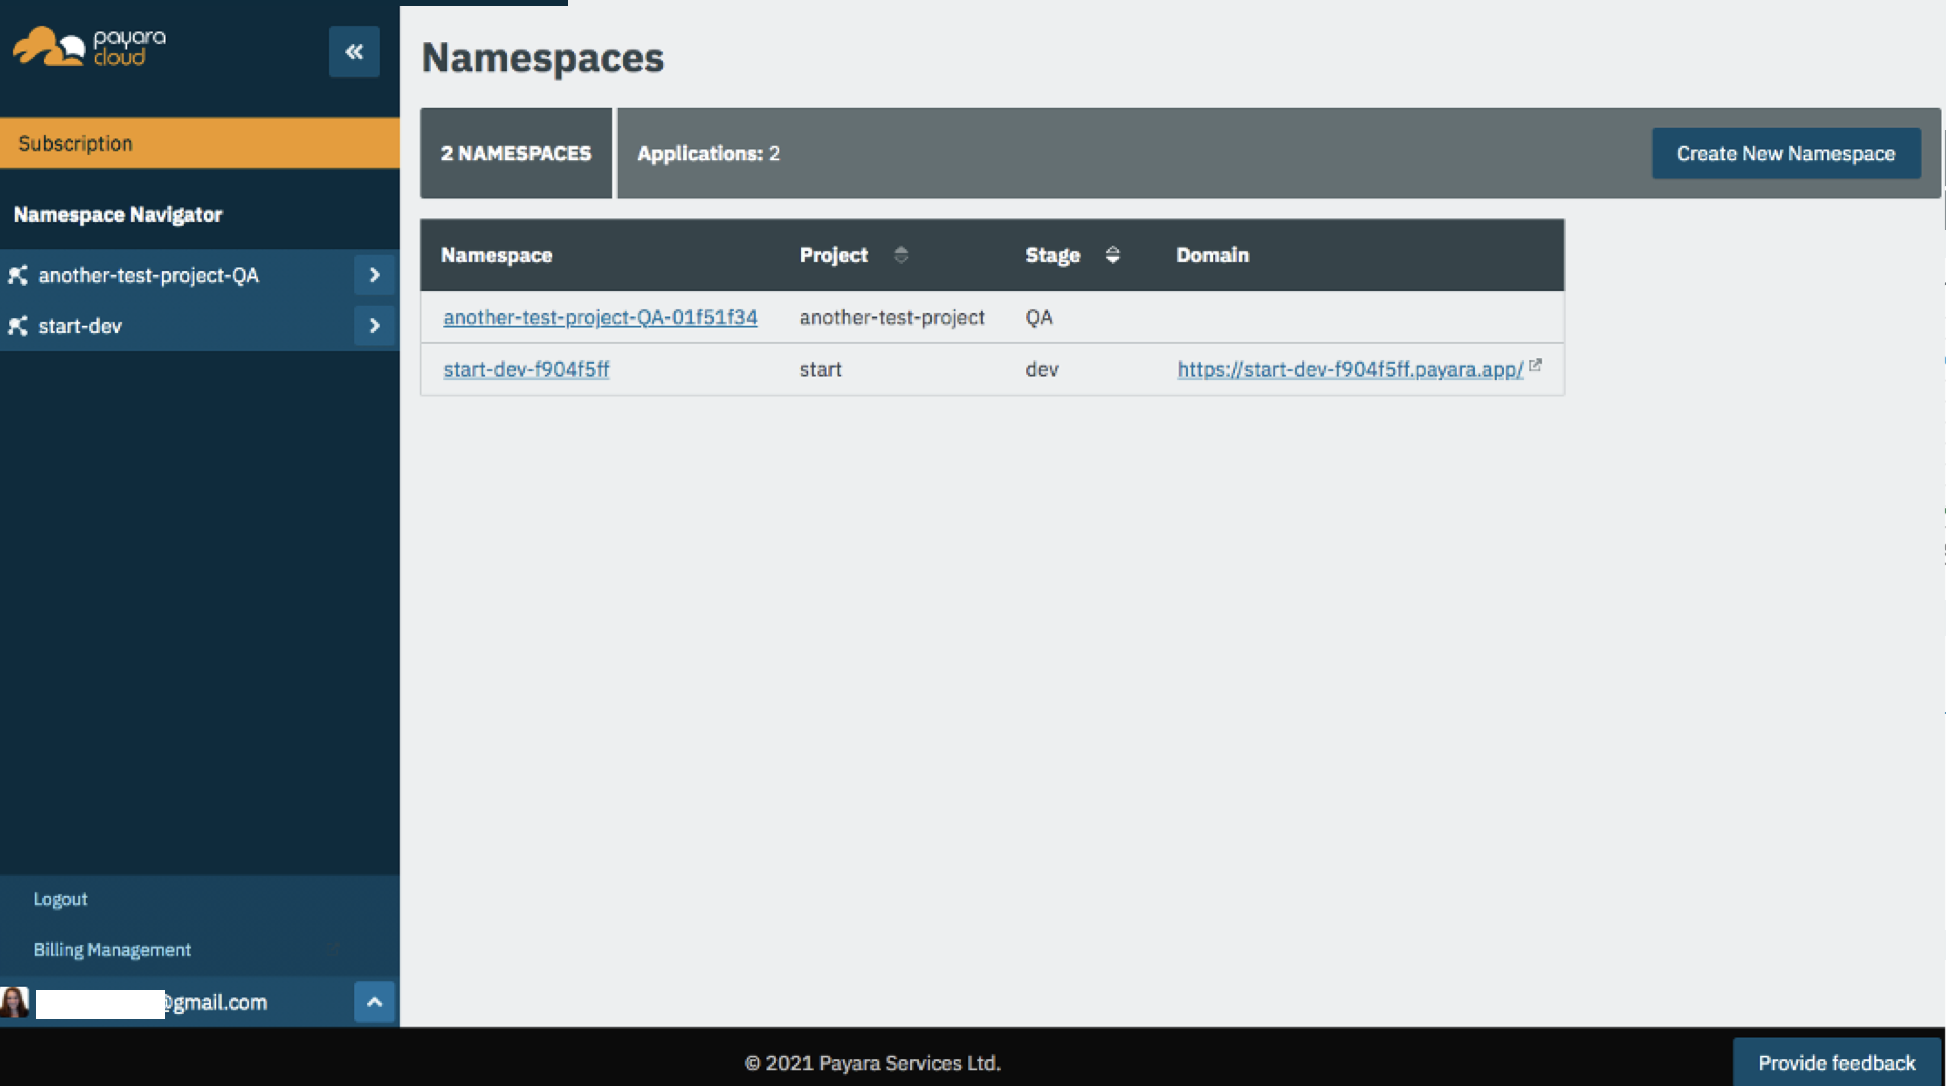 payara
cloud
Subscription
Namespace Navigator
another-test-project-QA
start-dev
Logout
Billing Management
@gmail.com
Namespaces
2 NAMESPACES
Applications: 2
Create New Namespace
Namespace Project Stage Domain
another-test-project-QA-01f51f34 another-test-project QA
start-dev-f904f5ff start dev https://start-dev-f904f5ff.payara.app/
© 2021 Payara Services Ltd.
Provide feedback